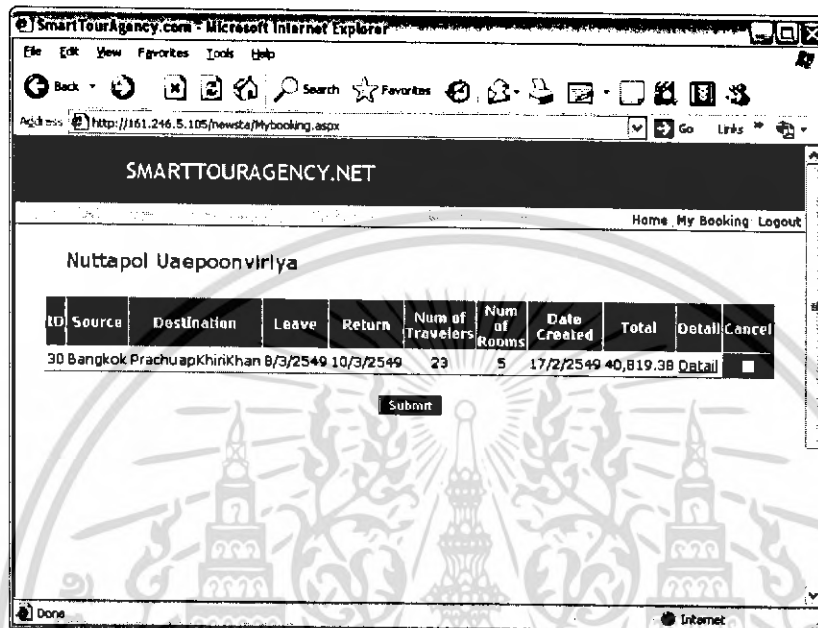 SmartTourAgency.com - Microsoft Internet Explorer
File Edit View Favorites Tools Help
Back Search Favorites
Address http://161.246.5.105/newsta/Mybooking.aspx Go Links »
SMARTTOURAGENCY.NET
Home My Booking Logout
Nuttapol Uaepoonviriya
ID Source Destination Leave Return Num of Travelers Num of Rooms Date Created Total Detail Cancel
30 Bangkok PrachuapKhiriKhan 8/3/2549 10/3/2549 23 5 17/2/2549 40,819.38 Detail
Submit
Done Internet